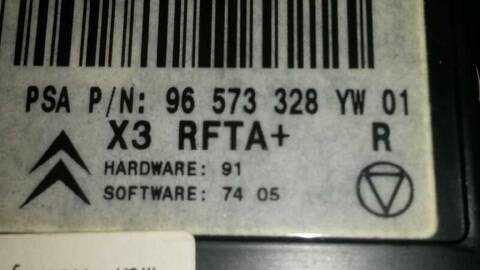 PSA P/N: 96 573 328 YW 01
X3 RFTA+ R
HARDWARE: 91
SOFTWARE: 74 05